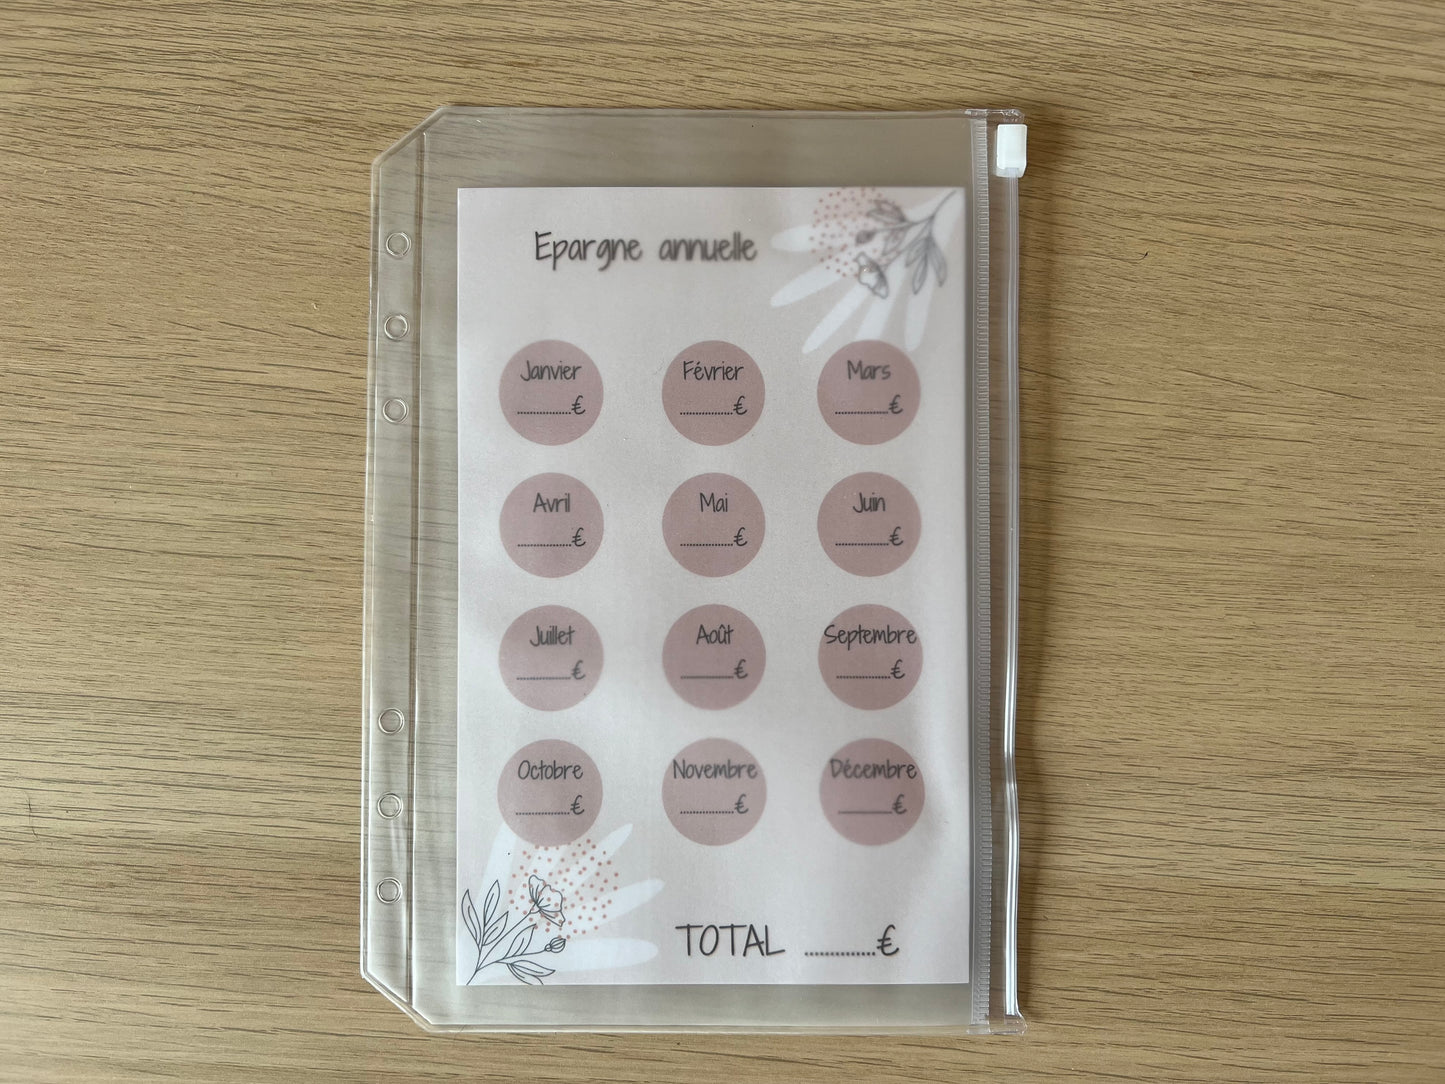 Epargne annuelle
Janvier Février Mars
...............€ ...............€ ...............€
Avril Mai Juin
...............€ ...............€ ...............€
Juillet Août Septembre
...............€ ...............€ ...............€
Octobre Novembre Décembre
...............€ ...............€ ...............€
TOTAL ...............€